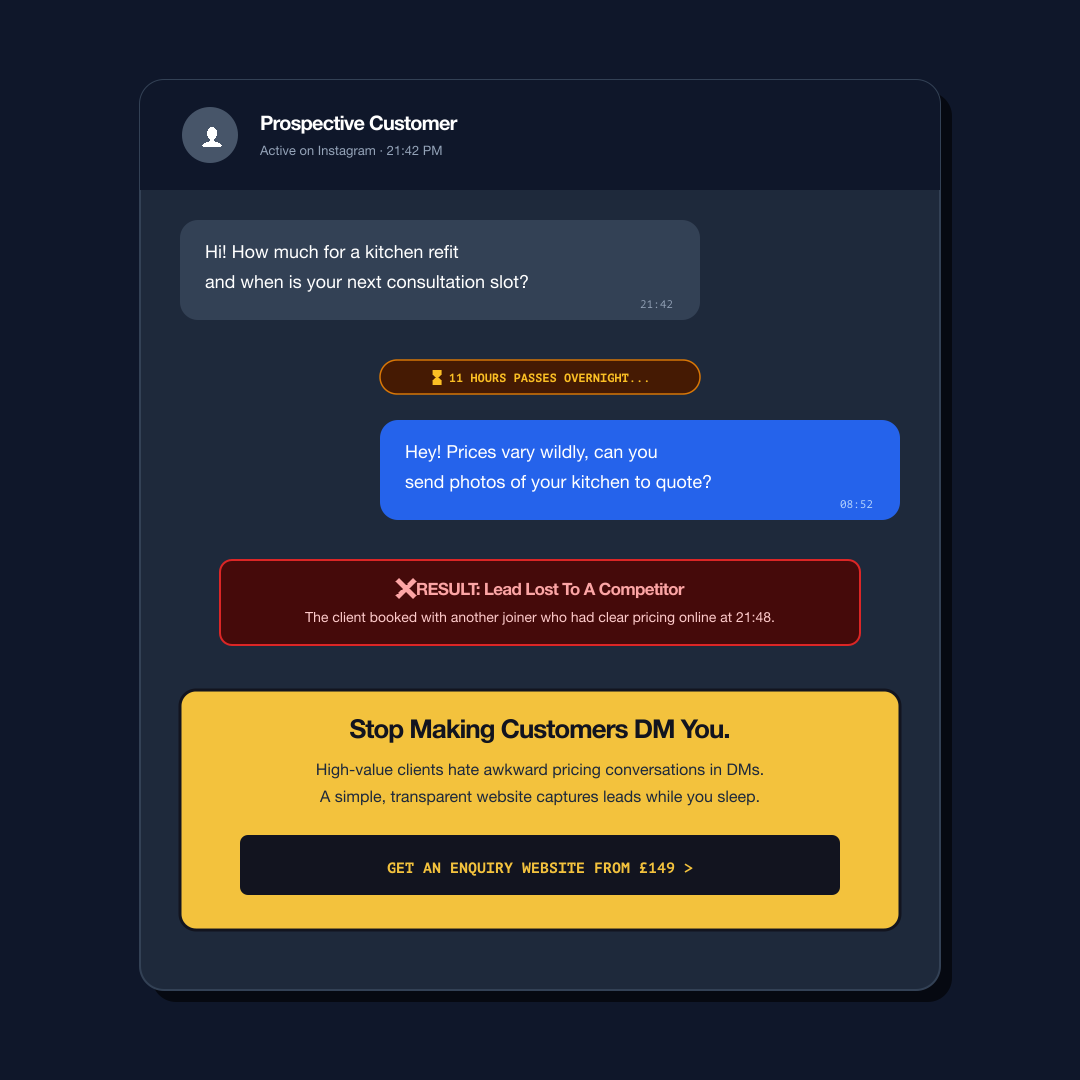 Prospective Customer
Active on Instagram · 21:42 PM
Hi! How much for a kitchen refit
and when is your next consultation slot?
21:42
⏳ 11 HOURS PASSES OVERNIGHT...
Hey! Prices vary wildly, can you
send photos of your kitchen to quote?
08:52
❌RESULT: Lead Lost To A Competitor
The client booked with another joiner who had clear pricing online at 21:48.
Stop Making Customers DM You.
High-value clients hate awkward pricing conversations in DMs.
A simple, transparent website captures leads while you sleep.
GET AN ENQUIRY WEBSITE FROM £149 >